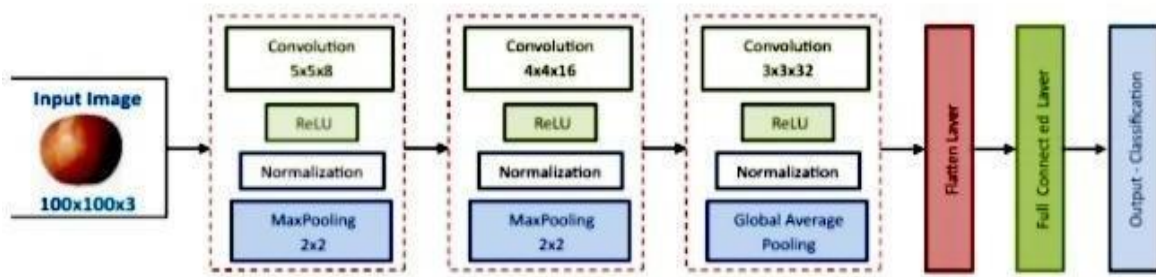 Input Image
100x100x3
Convolution
5x5x8
ReLU
Normalization
MaxPooling
2x2
Convolution
4x4x16
ReLU
Normalization
MaxPooling
2x2
Convolution
3x3x32
ReLU
Normalization
Global Average
Pooling
Flatten Layer
Full Connect ed Layer
Output - Classification